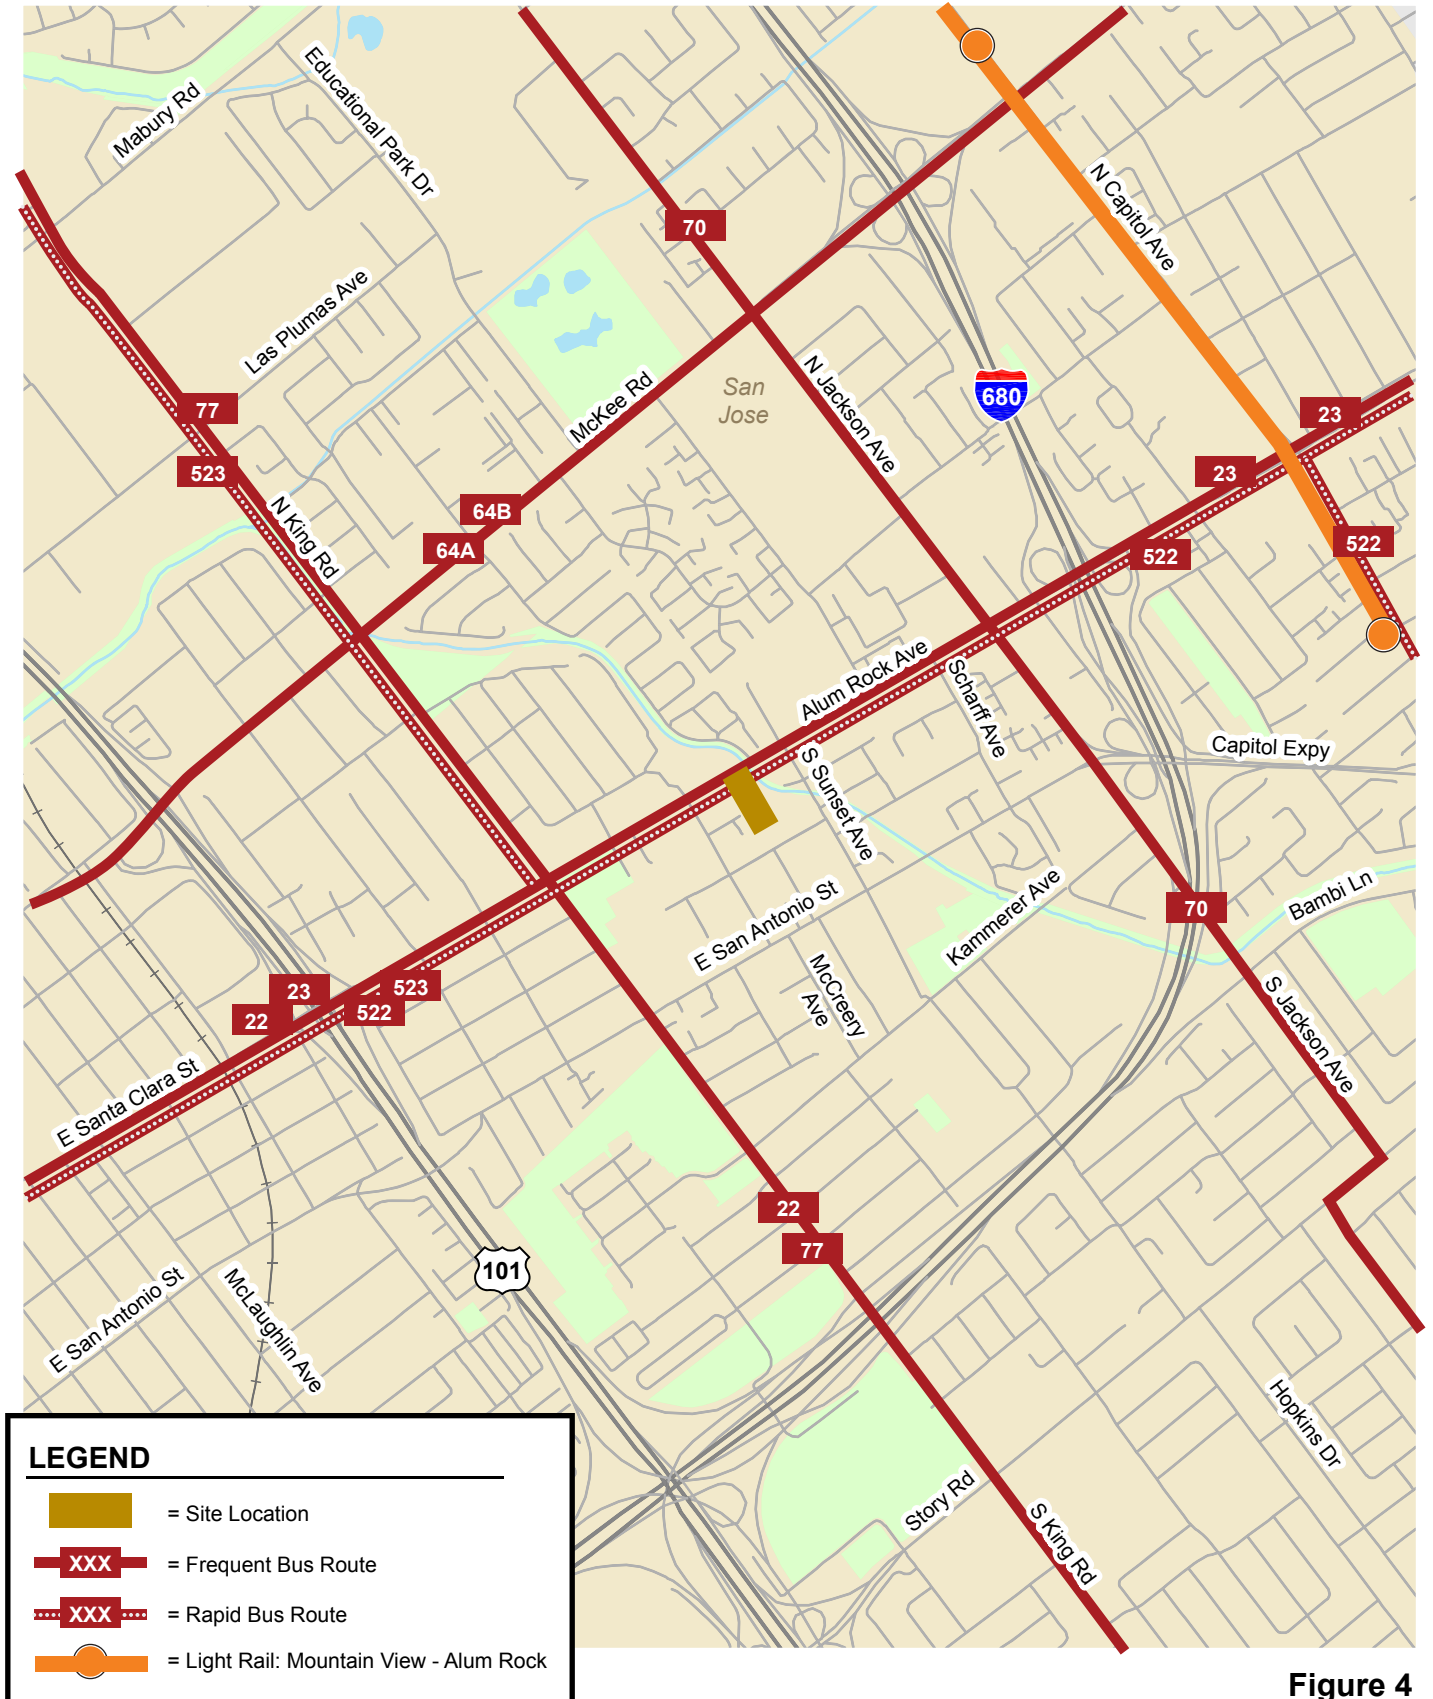 Mabury Rd
Educational Park Dr
70
N Capitol Ave
Las Plumas Ave
McKee Rd
San
Jose
N Jackson Ave
680
77
523
23
23
N King Rd
64B
64A
522
522
Alum Rock Ave
Scharff Ave
Capitol Expy
S Sunset Ave
E San Antonio St
Kammerer Ave
Bambi Ln
70
McCreery
Ave
S Jackson Ave
23
523
22
522
E Santa Clara St
22
77
101
E San Antonio St
McLaughlin Ave
Hopkins Dr
Story Rd
S King Rd
LEGEND
= Site Location
XXX = Frequent Bus Route
XXX = Rapid Bus Route
= Light Rail: Mountain View - Alum Rock
Figure 4